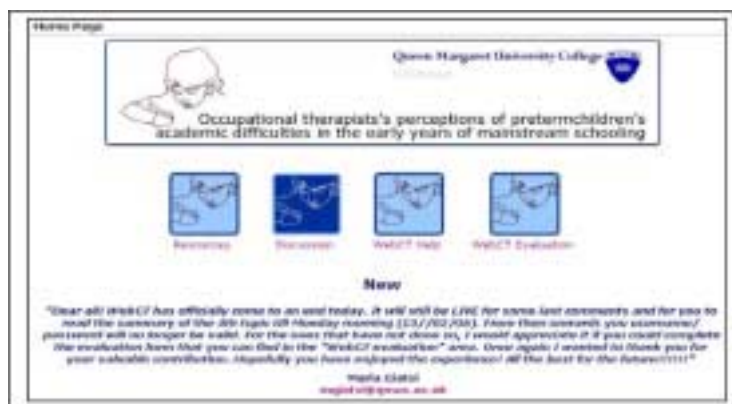 Home Page
Queen Margaret University College
Occupational therapists's perceptions of pretermchildren's
academic difficulties in the early years of mainstream schooling
Resources Discussion WebCT Help WebCT Evaluation
New
"Dear all! WebCT has officially come to an end today. It will still be LIVE for some last comments and for you to
read the summary of the topic till Monday morning From then onwards you username/
password will no longer be valid. For the ones that have not done so, I would appreciate it if you could complete
the evaluation form that you can find in the "WebCT evaluation" area. Once again I wanted to thank you for
your valuable contribution. Hopefully you have enjoyed the experience! All the best for the future!!!!!"
Maria